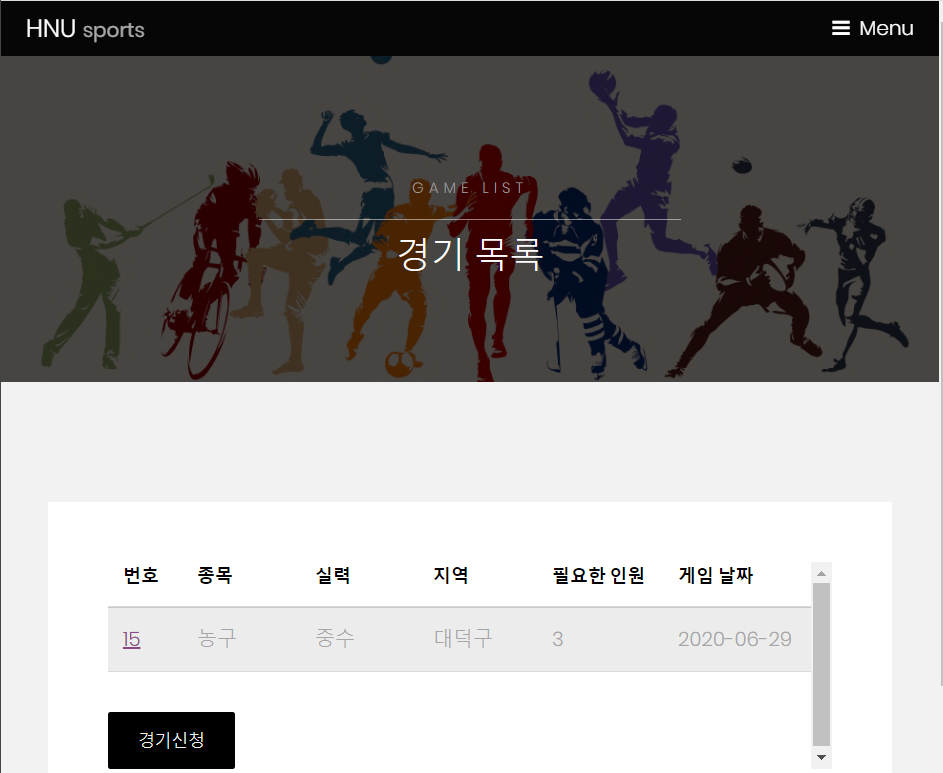 HNU sports
Menu
GAME LIST
경기 목록
번호 종목 실력 지역 필요한 인원 게임 날짜
15 농구 중수 대덕구 3 2020-06-29
경기신청